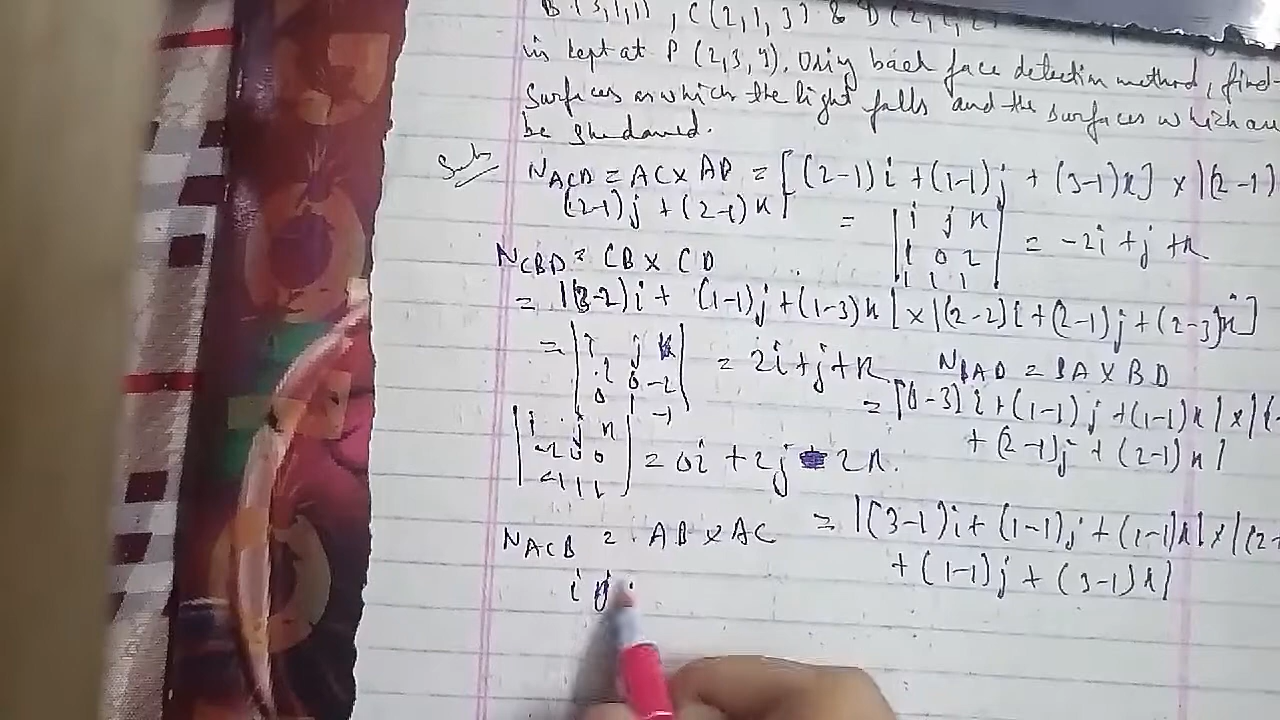 B (3,1,1), C (2,1,3) & D (2,2,2
is kept at P (2,3,4). Using back face detection method, find
Surfaces on which the light falls and the surfaces which are
be shadowed.
Soln N_ACD = AC × AD = [(2-1)i + (1-1)j + (3-1)k] × |(2-1)
(2-1)j + (2-1)k|
= |i j k
1 0 2
1 1 1| = -2i + j + k
N_CBD = CB × CD
= |(3-2)i + (1-1)j + (1-3)k| × |(2-2)i + (2-1)j + (2-3)k]
= |i j k
1 0 -2
0 1 -1| = 2i + j + k
N_BAD = BA × BD
= [(1-3)i + (1-1)j + (1-1)k| × |(
+ (2-1)j + (2-1)k|
|i j k
-2 0 0
-1 1 1| = 0i + 2j 2k.
N_ACB = AB × AC = |(3-1)i + (1-1)j + (1-1)k| × |(2-
+ (1-1)j + (3-1)k|
i j